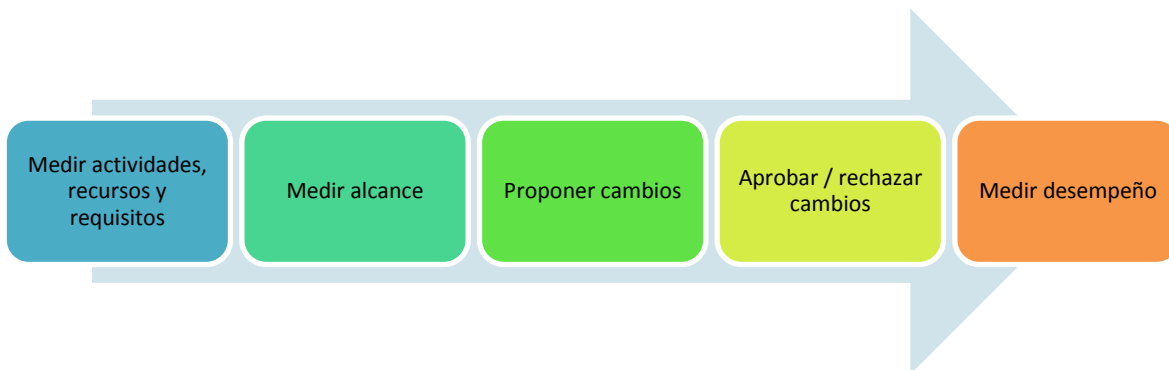 Medir actividades,
recursos y
requisitos
Medir alcance
Proponer cambios
Aprobar / rechazar
cambios
Medir desempeño